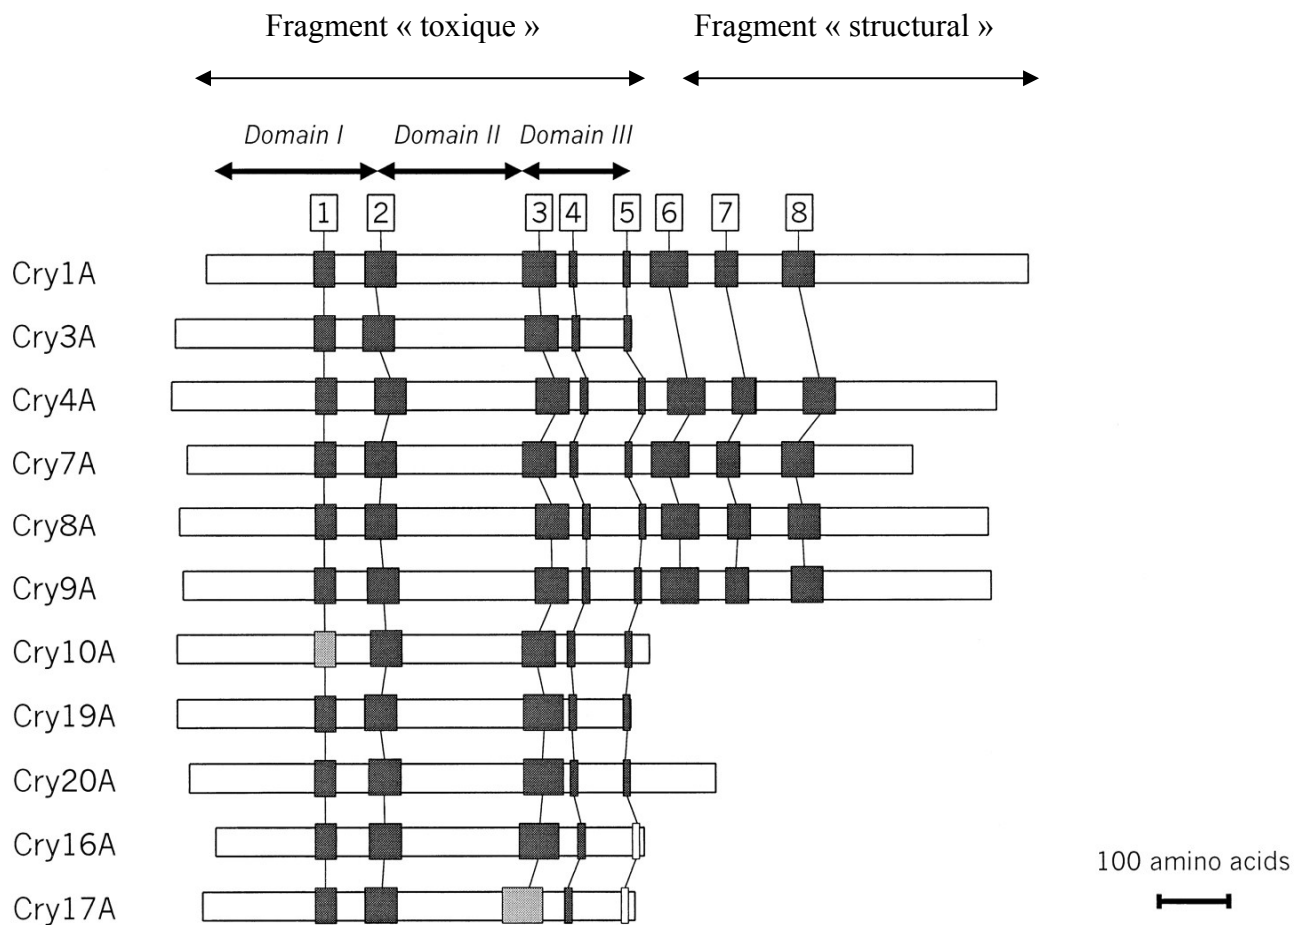 Fragment « toxique » Fragment « structural »
Domain I Domain II Domain III
1 2 3 4 5 6 7 8
Cry1A
Cry3A
Cry4A
Cry7A
Cry8A
Cry9A
Cry10A
Cry19A
Cry20A
Cry16A
100 amino acids
Cry17A